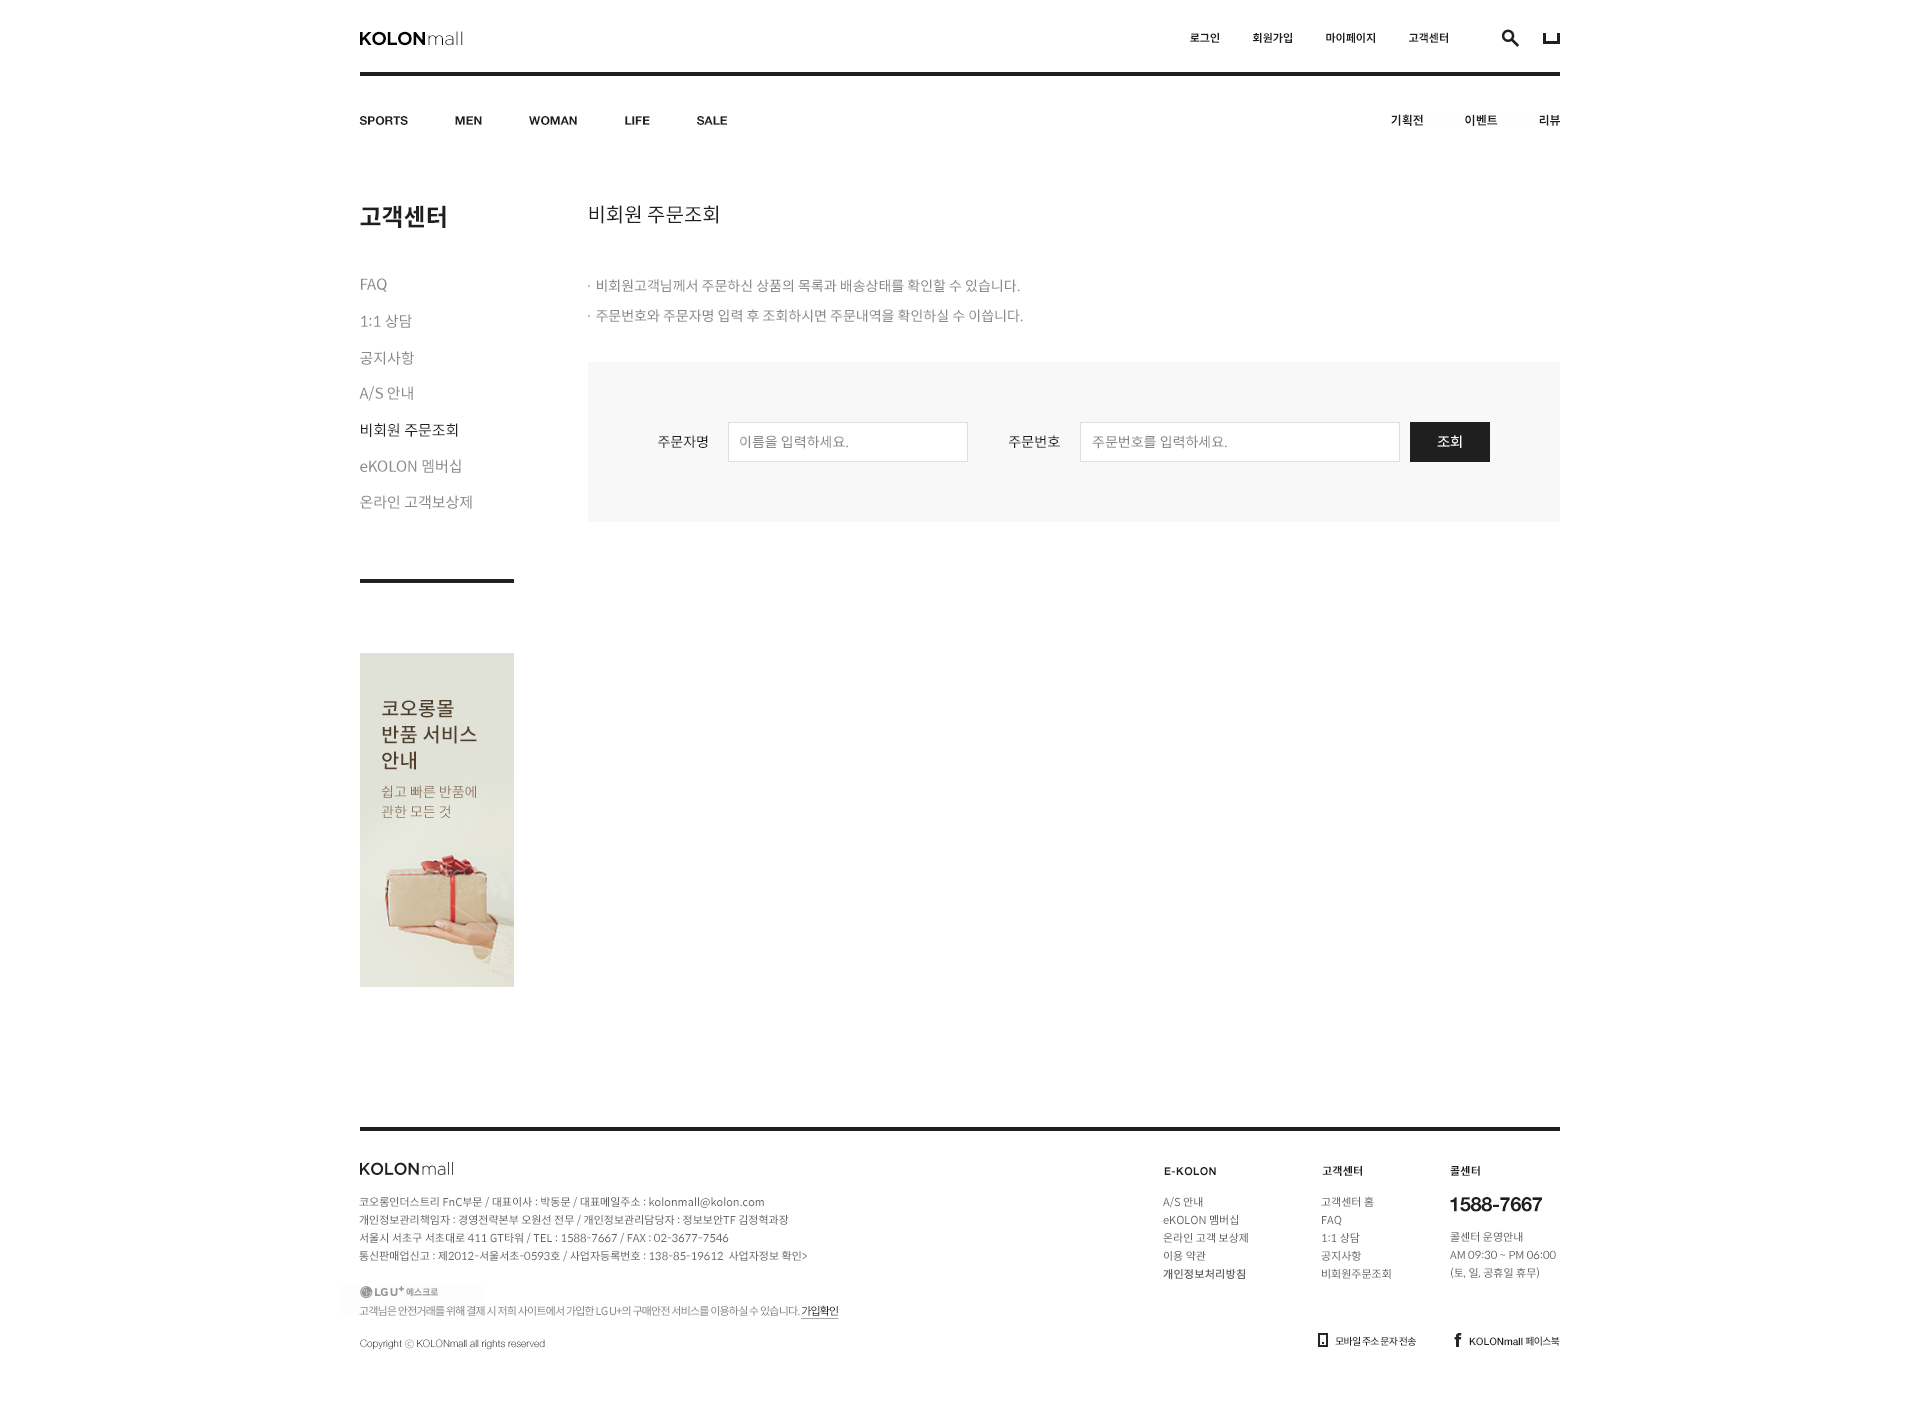 KOLONmall
로그인 회원가입 마이페이지 고객센터
SPORTS MEN WOMAN LIFE SALE
기획전 이벤트 리뷰
고객센터
FAQ
1:1 상담
공지사항
A/S 안내
비회원 주문조회
eKOLON 멤버십
온라인 고객보상제
비회원 주문조회
· 비회원고객님께서 주문하신 상품의 목록과 배송상태를 확인할 수 있습니다.
· 주문번호와 주문자명 입력 후 조회하시면 주문내역을 확인하실 수 이씁니다.
주문자명 이름을 입력하세요. 주문번호 주문번호를 입력하세요. 조회
코오롱몰
반품 서비스
안내
쉽고 빠른 반품에
관한 모든 것
KOLONmall
코오롱인더스트리 FnC부문 / 대표이사 : 박동문 / 대표메일주소 : kolonmall@kolon.com
개인정보관리책임자 : 경영전략본부 오원선 전무 / 개인정보관리담당자 : 정보보안TF 김정혁과장
서울시 서초구 서초대로 411 GT타워 / TEL : 1588-7667 / FAX : 02-3677-7546
통신판매업신고 : 제2012-서울서초-0593호 / 사업자등록번호 : 138-85-19612 사업자정보 확인>
LG U+ 에스크로
고객님은 안전거래를 위해 결제 시 저희 사이트에서 가입한 LG U+의 구매안전 서비스를 이용하실 수 있습니다. 가입확인
Copyright ⓒ KOLONmall all rights reserved
E-KOLON
A/S 안내
eKOLON 멤버십
온라인 고객 보상제
이용 약관
개인정보처리방침
고객센터
고객센터 홈
FAQ
1:1 상담
공지사항
비회원주문조회
콜센터
1588-7667
콜센터 운영안내
AM 09:30 ~ PM 06:00
(토, 일, 공휴일 휴무)
모바일 주소 문자 전송
f KOLONmall 페이스북